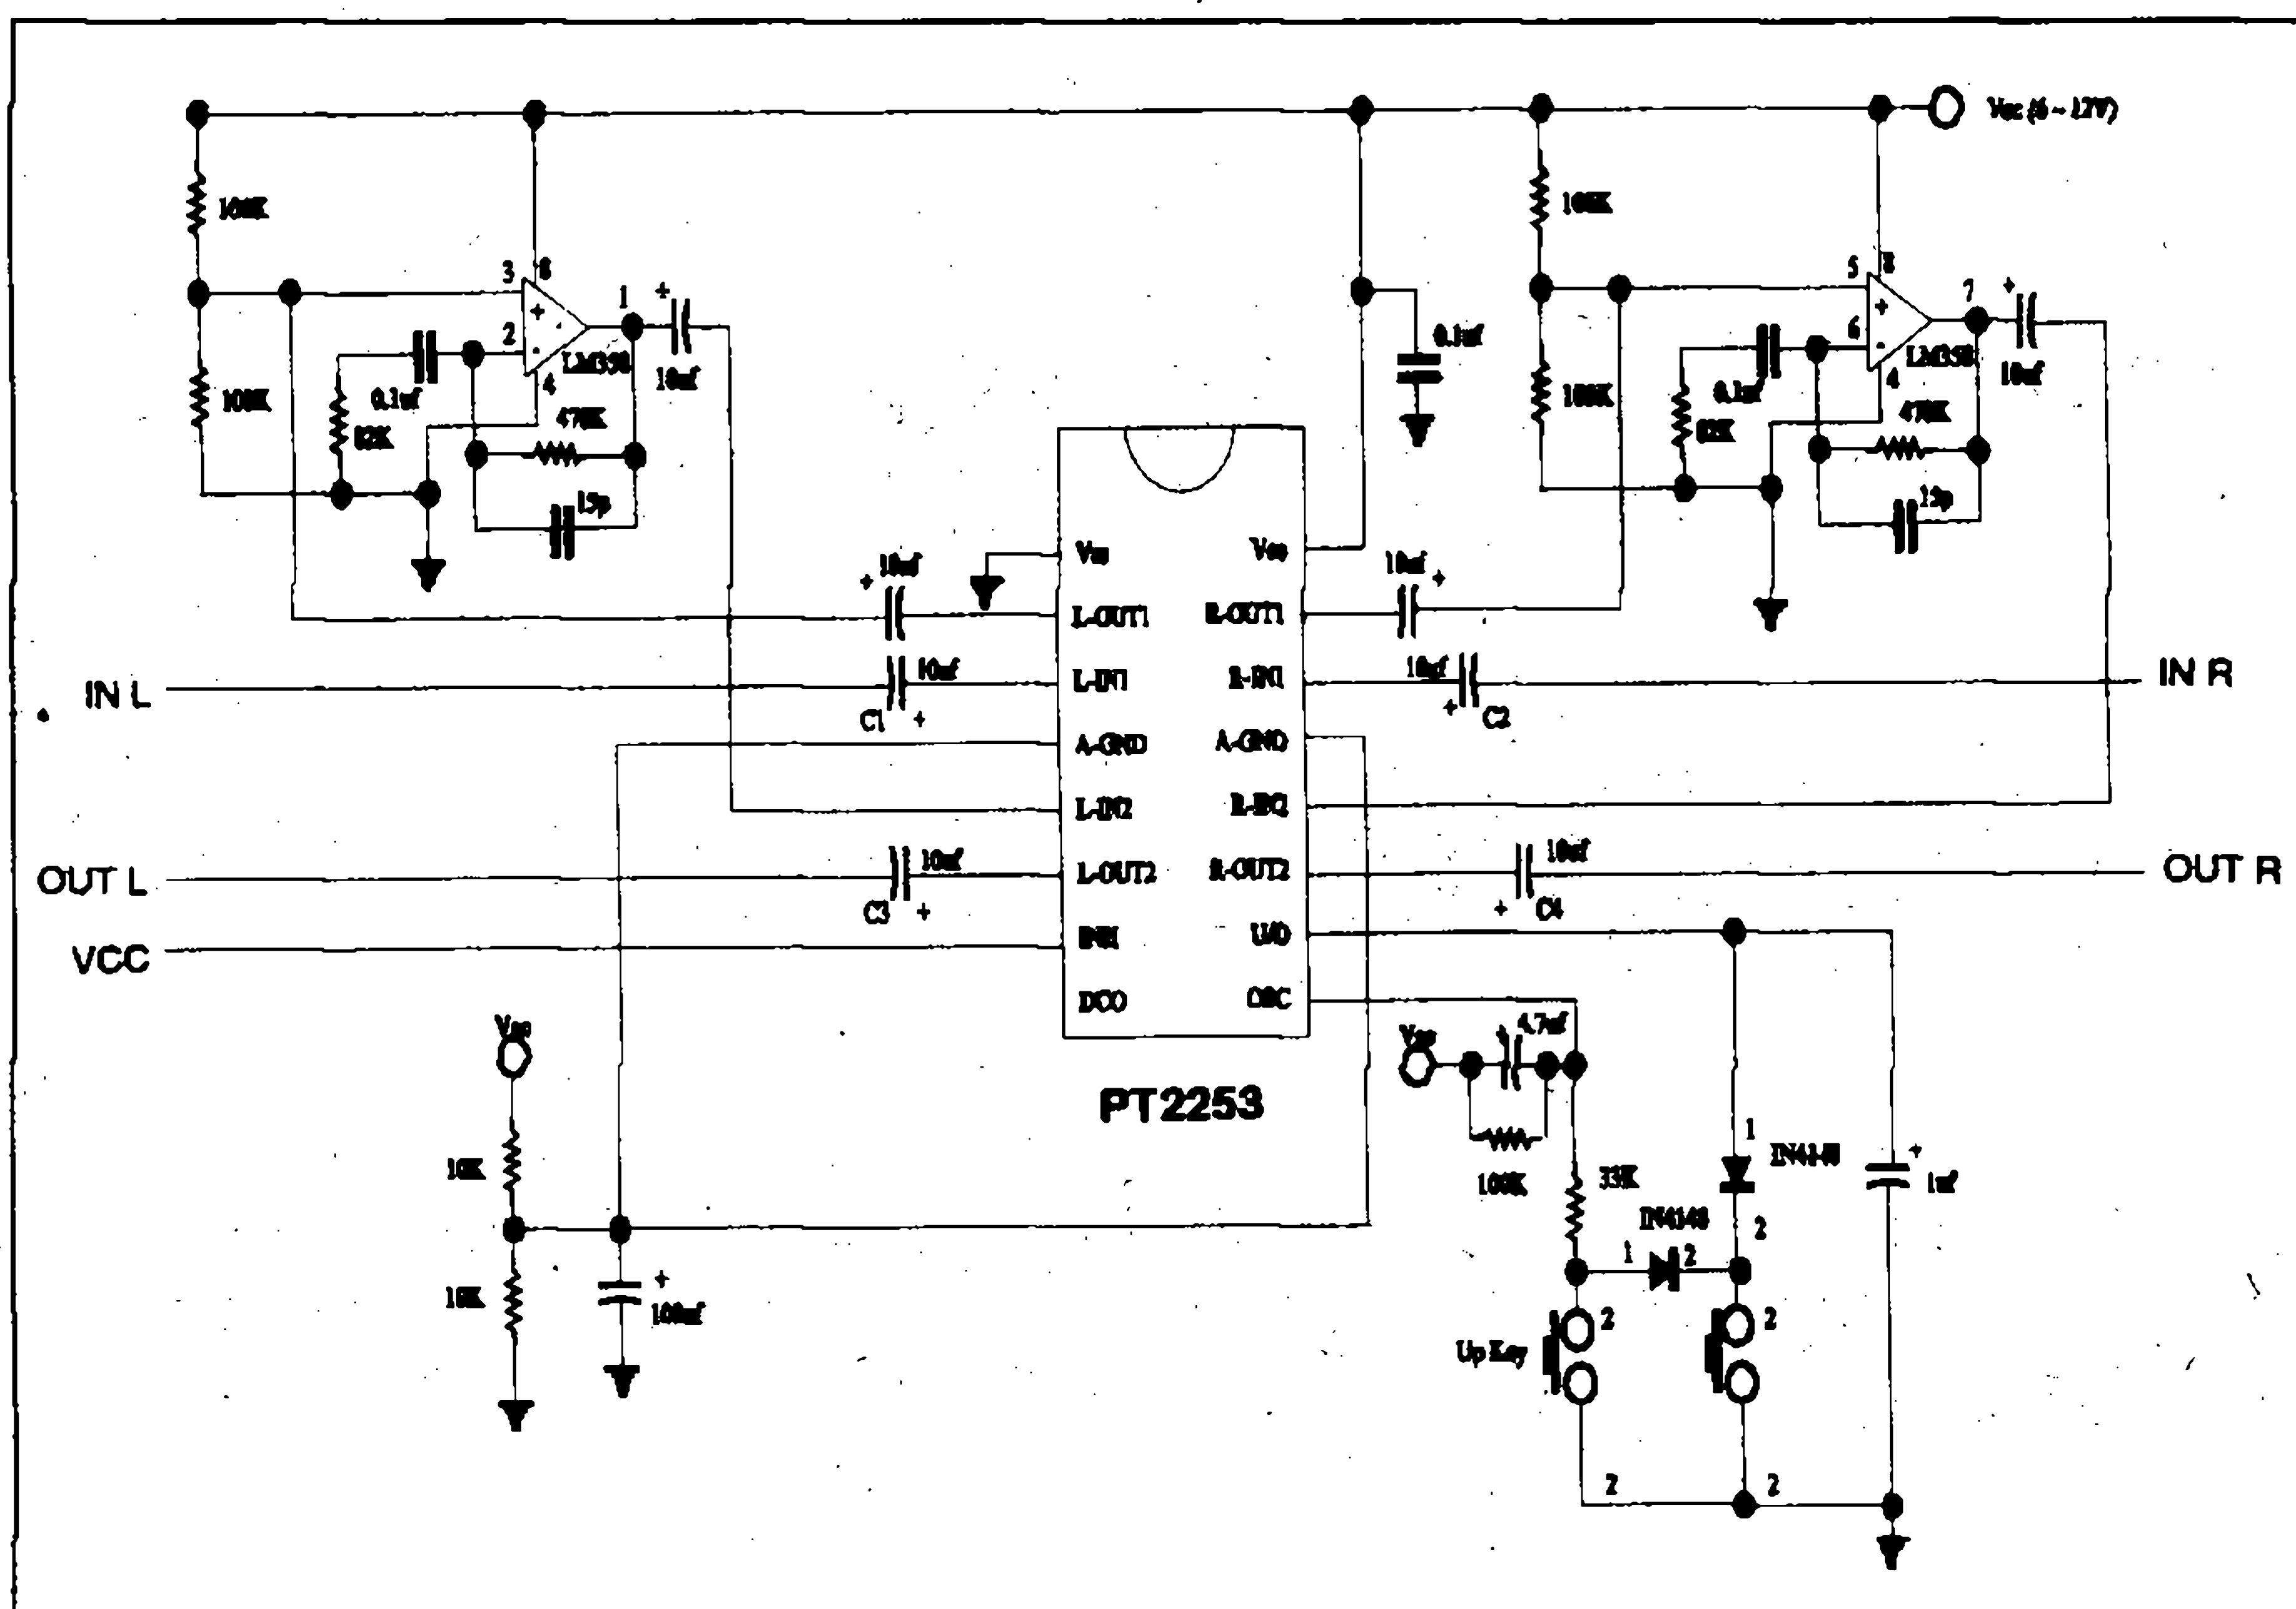 Vcc (6 ~ 12V)
100K
100K
3
8
1
+
+
2
-
LM358
4
10uf
0.1uf
100K
82K
470K
15p
5
8
7
+
+
6
-
LM358
4
10uf
0.1uf
100K
82K
470K
15p
0.1uf
Vss
Vcc
+
10uf
10uf
+
L-OUT1
R-OUT1
IN L
10uf
L-IN1
R-IN1
10uf
IN R
C1
+
+
C2
A-GND
A-GND
L-IN2
R-IN2
OUT L
10uf
L-OUT2
R-OUT2
10uf
OUT R
C3
+
+
C4
VCC
INH
U/D
DCO
OSC
PT2253
Vcc
10K
10K
+
100uf
Vcc
+
4.7uf
100K
33K
1
IN4148
2
IN4148
1
2
+
1uf
Up Key
2
2
2
2